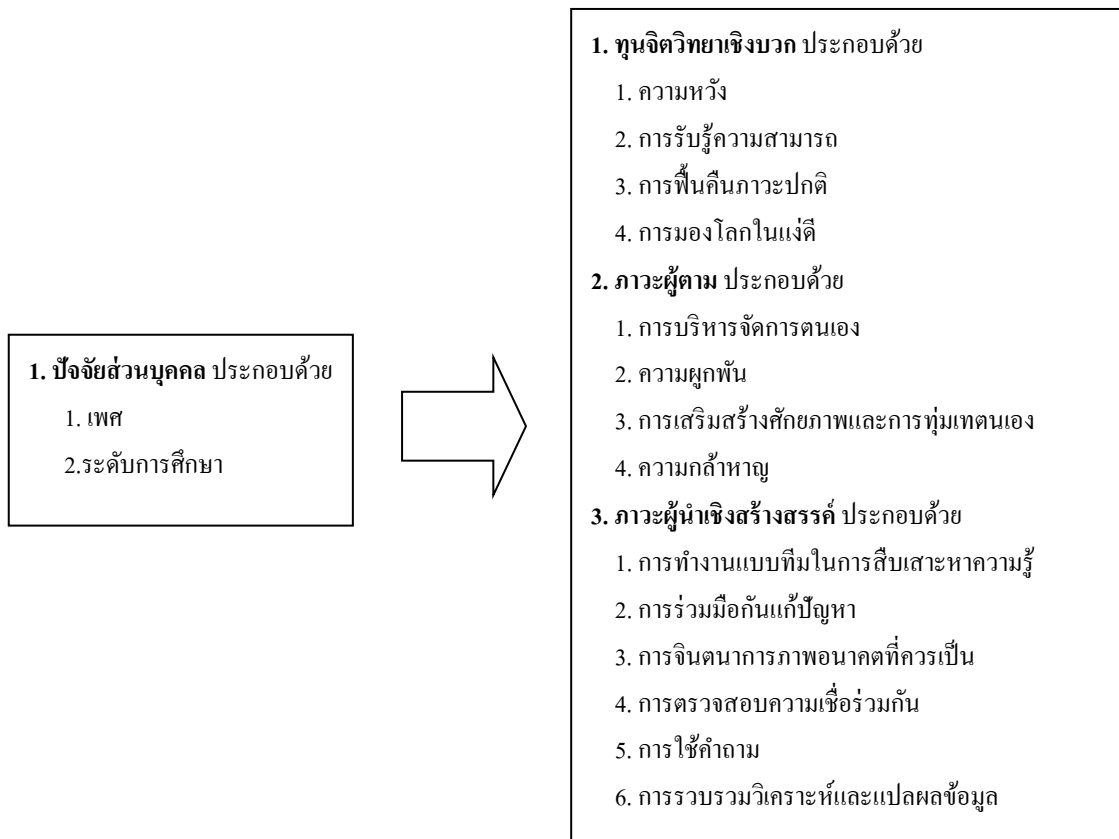 1. ปัจจัยส่วนบุคคล ประกอบด้วย
1. เพศ
2.ระดับการศึกษา
1. ทุนจิตวิทยาเชิงบวก ประกอบด้วย
1. ความหวัง
2. การรับรู้ความสามารถ
3. การฟื้นคืนภาวะปกติ
4. การมองโลกในแง่ดี
2. ภาวะผู้ตาม ประกอบด้วย
1. การบริหารจัดการตนเอง
2. ความผูกพัน
3. การเสริมสร้างศักยภาพและการทุ่มเทตนเอง
4. ความกล้าหาญ
3. ภาวะผู้นำเชิงสร้างสรรค์ ประกอบด้วย
1. การทำงานแบบทีมในการสืบเสาะหาความรู้
2. การร่วมมือกันแก้ปัญหา
3. การจินตนาการภาพอนาคตที่ควรเป็น
4. การตรวจสอบความเชื่อร่วมกัน
5. การใช้คำถาม
6. การรวบรวมวิเคราะห์และแปลผลข้อมูล